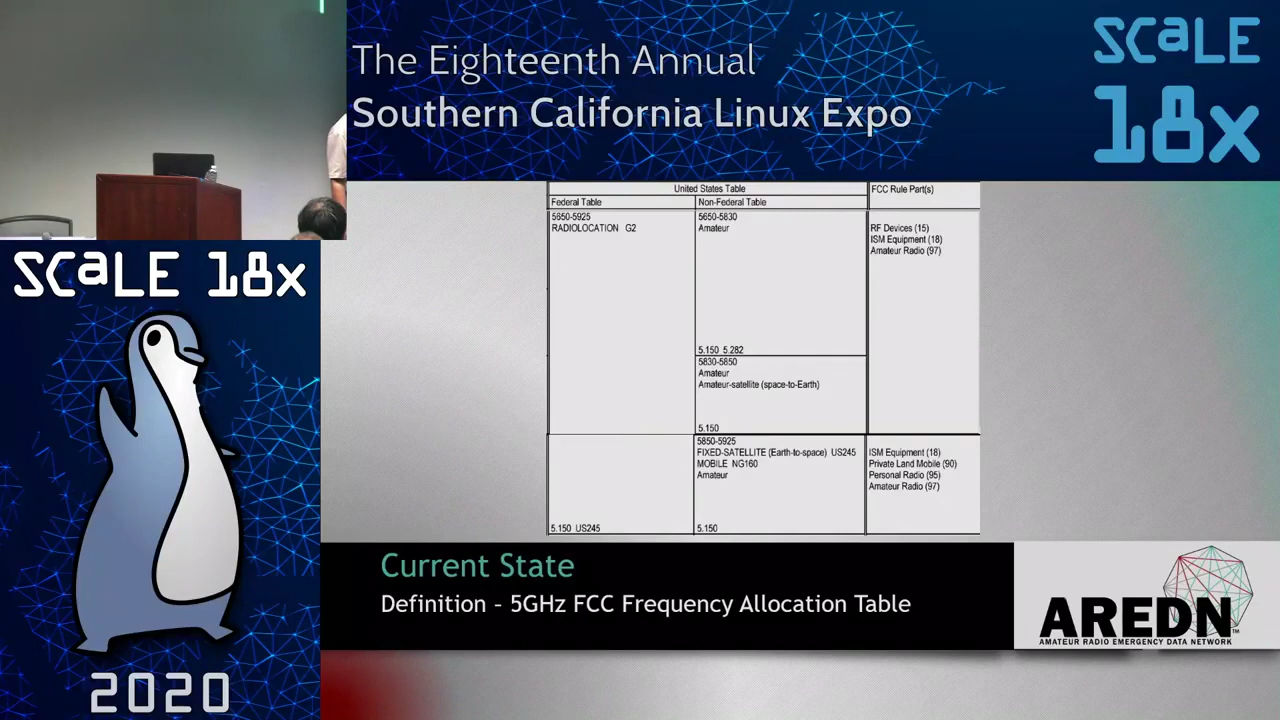 The Eighteenth Annual
Southern California Linux Expo
SCaLE
18x
SCaLE 18x
2020
United States Table
FCC Rule Part(s)
Federal Table
Non-Federal Table
5650-5925
RADIOLOCATION G2
5650-5830
Amateur
RF Devices (15)
ISM Equipment (18)
Amateur Radio (97)
5.150 5.282
5830-5850
Amateur
Amateur-satellite (space-to-Earth)
5.150
5850-5925
FIXED-SATELLITE (Earth-to-space) US245
MOBILE NG160
Amateur
ISM Equipment (18)
Private Land Mobile (90)
Personal Radio (95)
Amateur Radio (97)
5.150 US245
5.150
Current State
Definition – 5GHz FCC Frequency Allocation Table
AREDN™
AMATEUR RADIO EMERGENCY DATA NETWORK